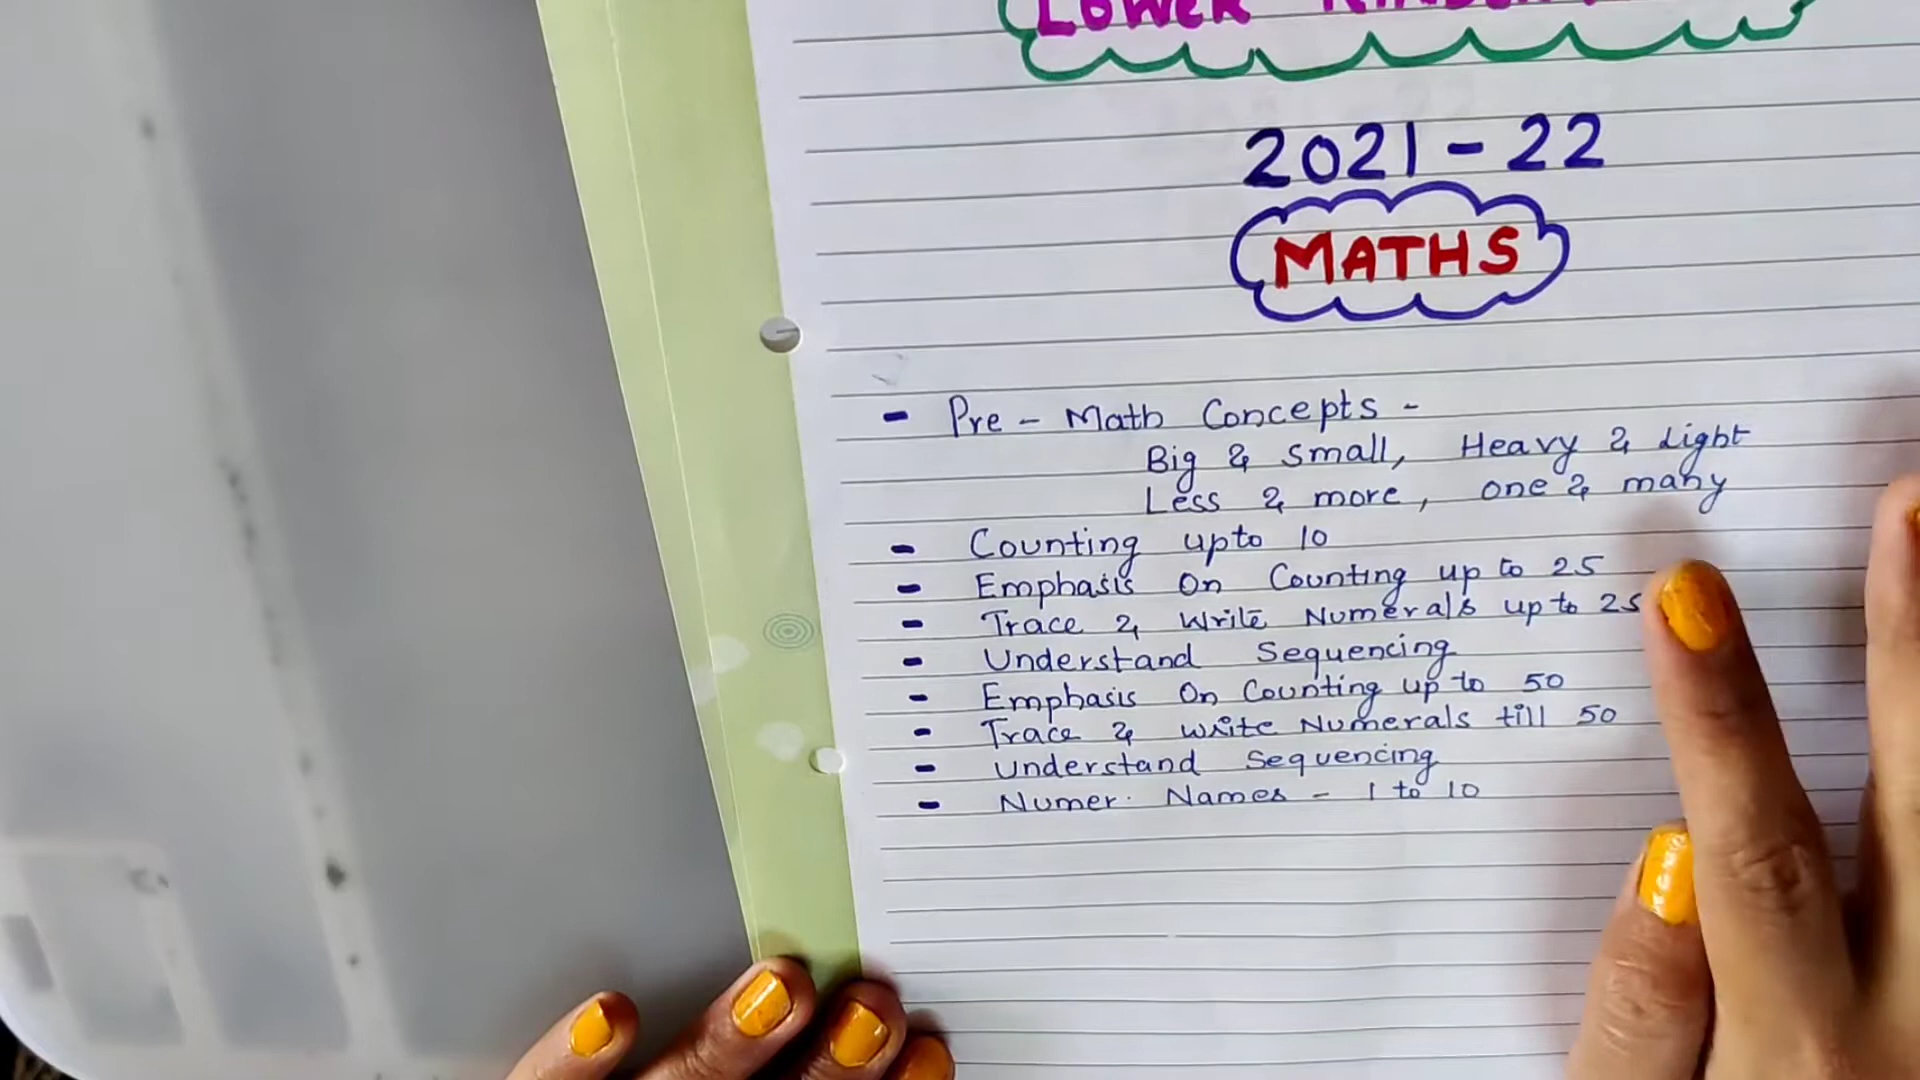 LOWER
2021-22
MATHS
- Pre - Math Concepts -
Big & Small, Heavy & Light
Less & more, one & many
- Counting upto 10
- Emphasis On Counting up to 25
- Trace & Write Numerals up to 25
- Understand Sequencing
- Emphasis On Counting up to 50
- Trace & write Numerals till 50
- Understand Sequencing
- Numer. Names - 1 to 10